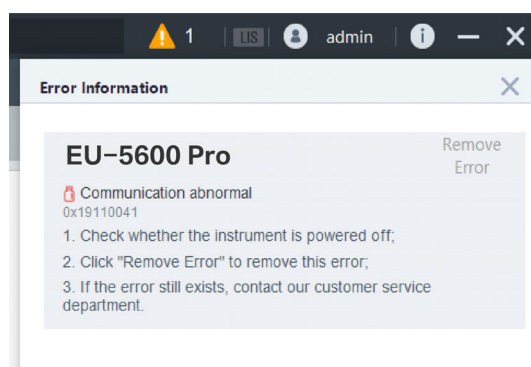 1 LIS admin
Error Information
EU-5600 Pro
Remove
Error
Communication abnormal
0x19110041
1. Check whether the instrument is powered off;
2. Click "Remove Error" to remove this error;
3. If the error still exists, contact our customer service
department.